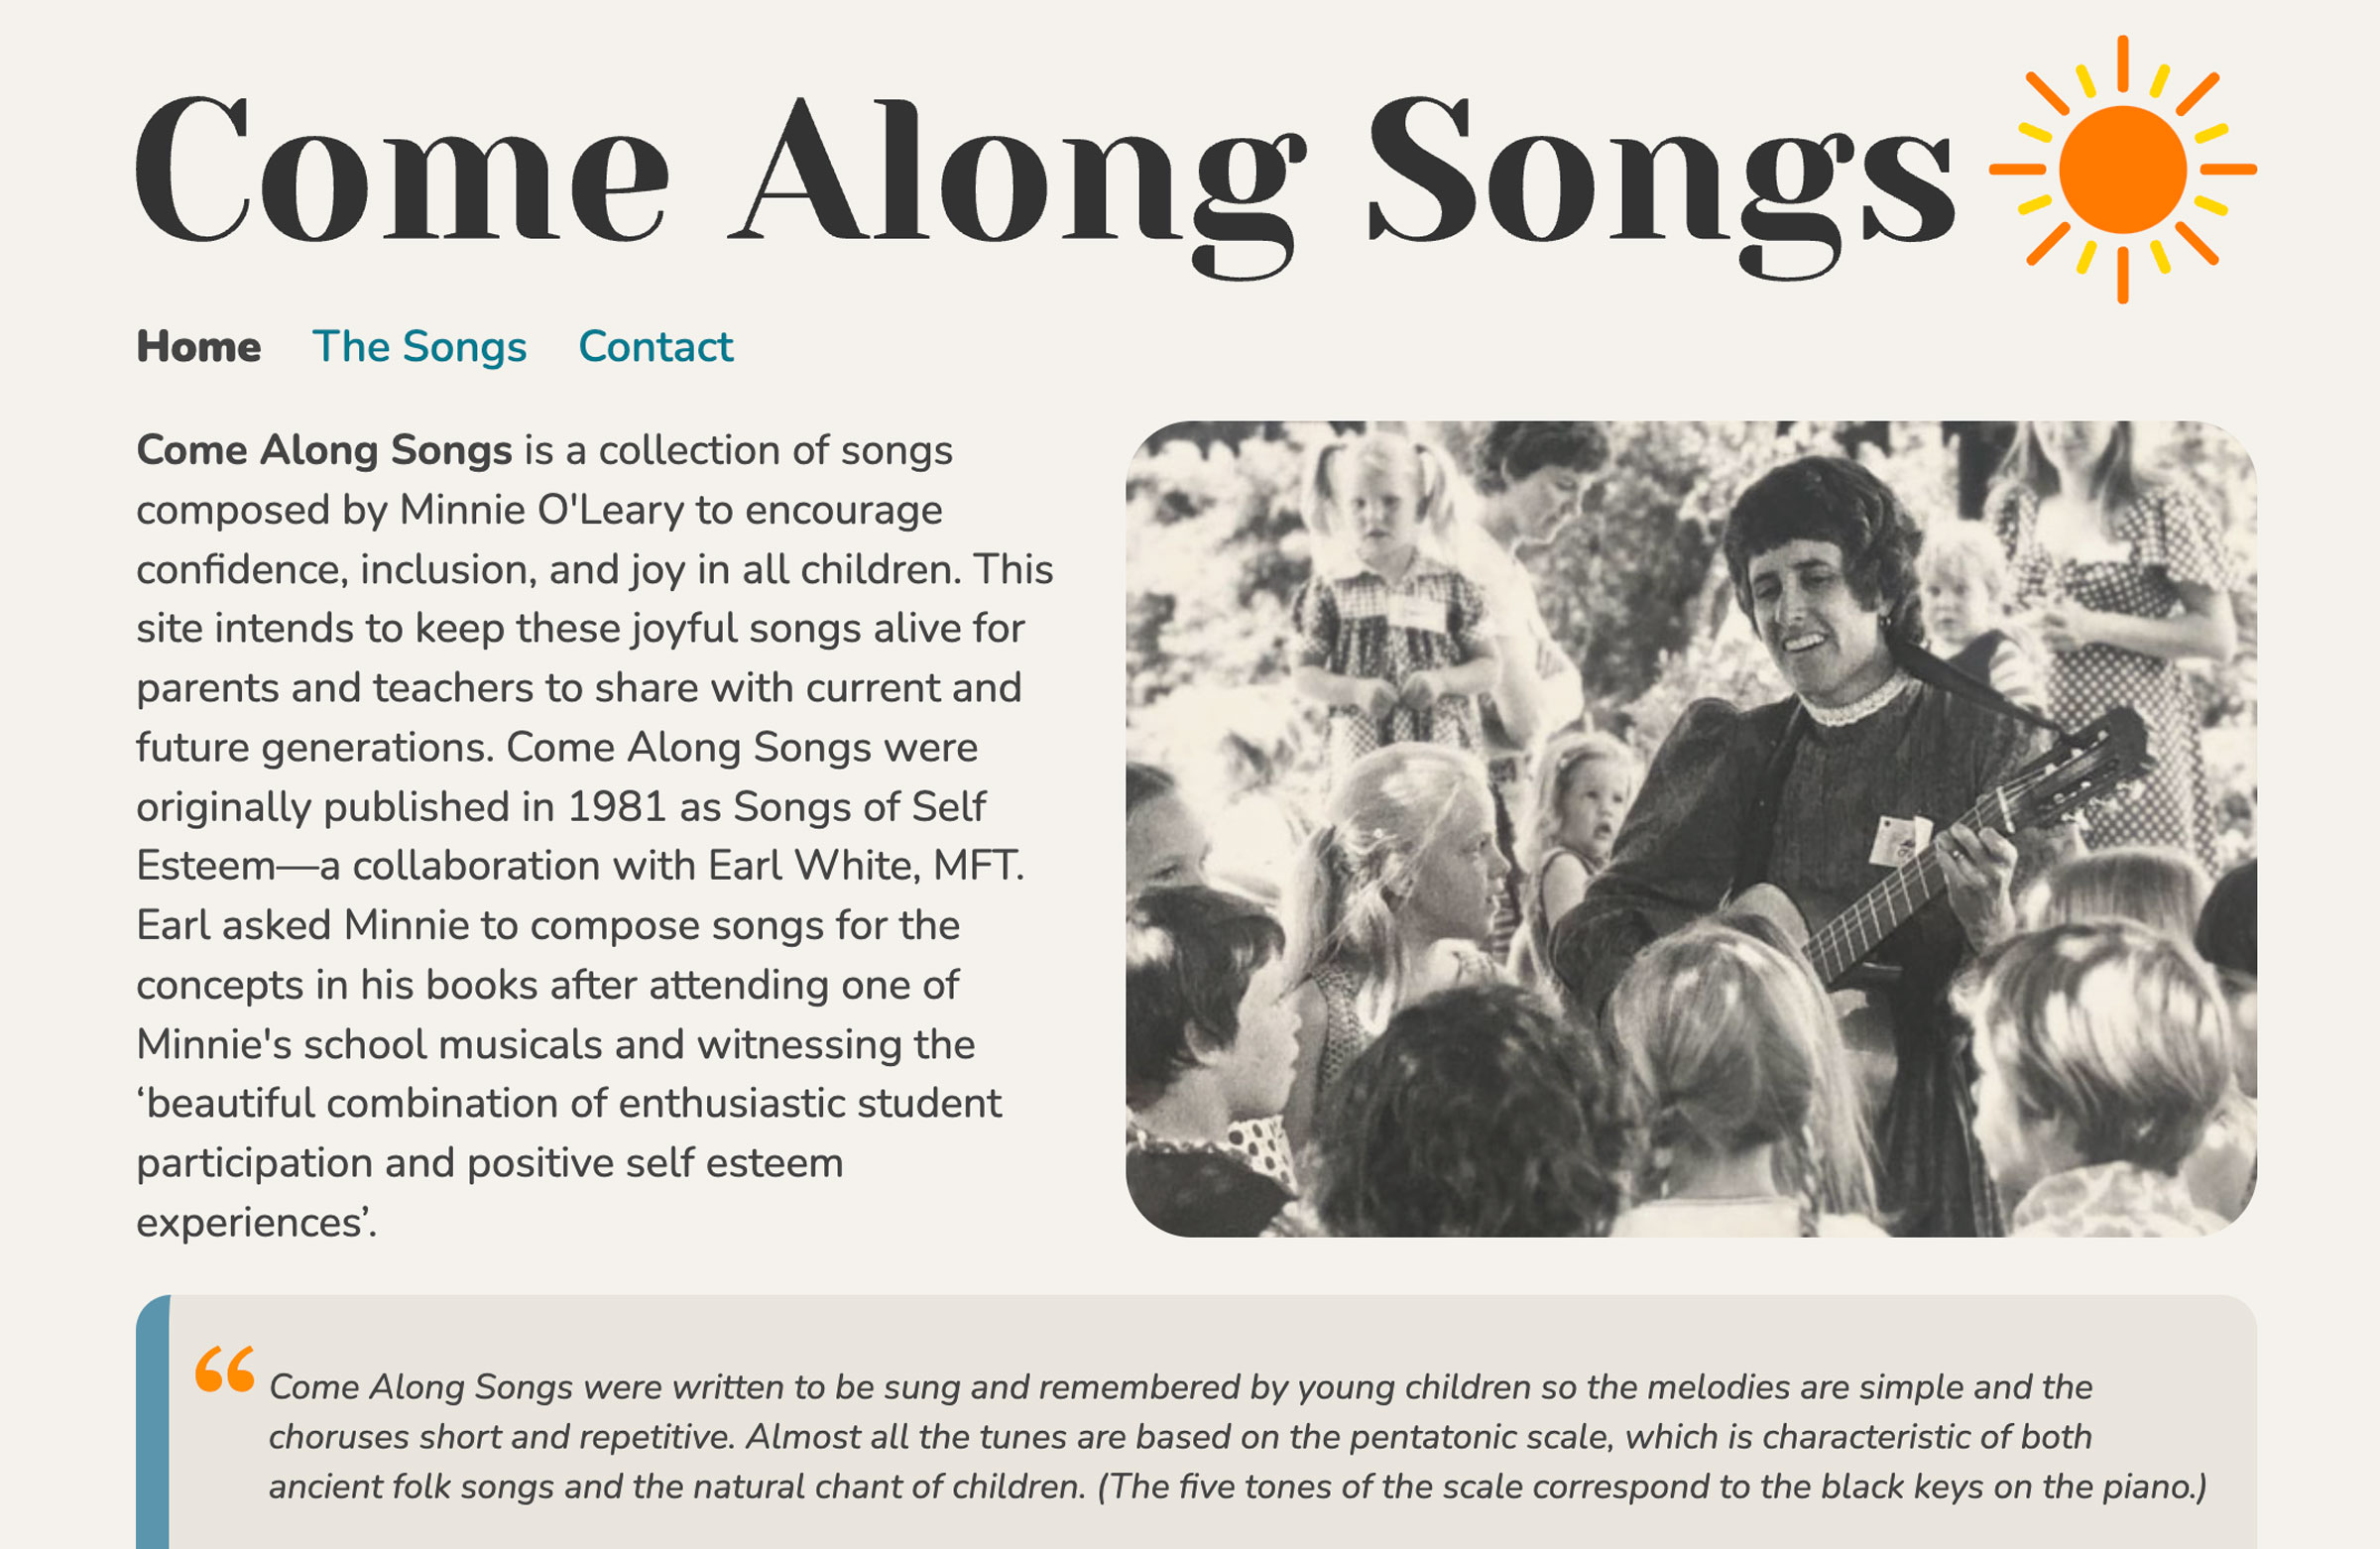 Come Along Songs
Home The Songs Contact
Come Along Songs is a collection of songs
composed by Minnie O'Leary to encourage
confidence, inclusion, and joy in all children. This
site intends to keep these joyful songs alive for
parents and teachers to share with current and
future generations. Come Along Songs were
originally published in 1981 as Songs of Self
Esteem—a collaboration with Earl White, MFT.
Earl asked Minnie to compose songs for the
concepts in his books after attending one of
Minnie's school musicals and witnessing the
‘beautiful combination of enthusiastic student
participation and positive self esteem
experiences’.
“Come Along Songs were written to be sung and remembered by young children so the melodies are simple and the
choruses short and repetitive. Almost all the tunes are based on the pentatonic scale, which is characteristic of both
ancient folk songs and the natural chant of children. (The five tones of the scale correspond to the black keys on the piano.)